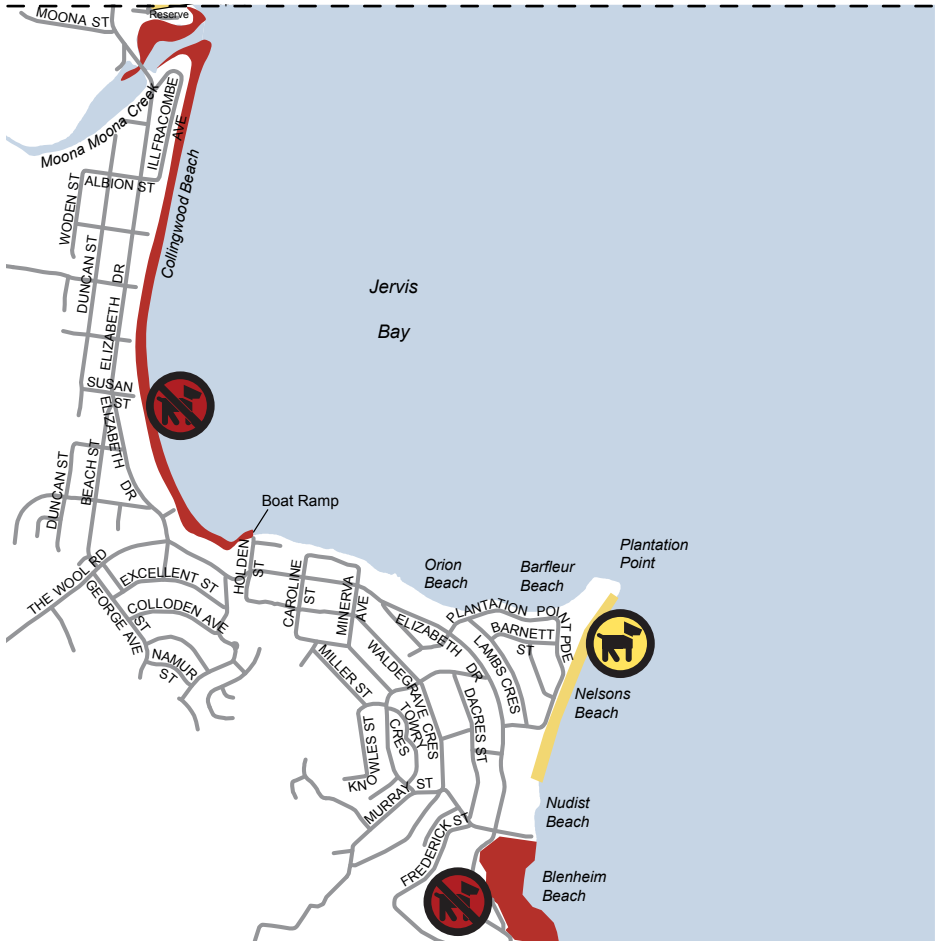 MOONA ST
Reserve
Moona Moona Creek
ILLFRACOMBE
AVE
Collingwood Beach
ALBION ST
WODEN ST
DUNCAN ST
ELIZABETH DR
Jervis
Bay
SUSAN
ST
ELIZABETH DR
DUNCAN ST
BEACH ST
Boat Ramp
THE WOOL RD
EXCELLENT ST
COLLODEN AVE
GEORGE AVE
ST
NAMUR
ST
HOLDEN
ST
CAROLINE
ST
MINERVA
AVE
Orion
Beach
Barfleur
Beach
Plantation
Point
PLANTATION POINT PDE
BARNETT
ST
ELIZABETH DR
LAMBS CRES
MILLER ST
WALDEGRAVE CRES
TOWRY
CRES
DACRES ST
KNOWLES ST
MURRAY ST
FREDERICK ST
Nelsons
Beach
Nudist
Beach
Blenheim
Beach